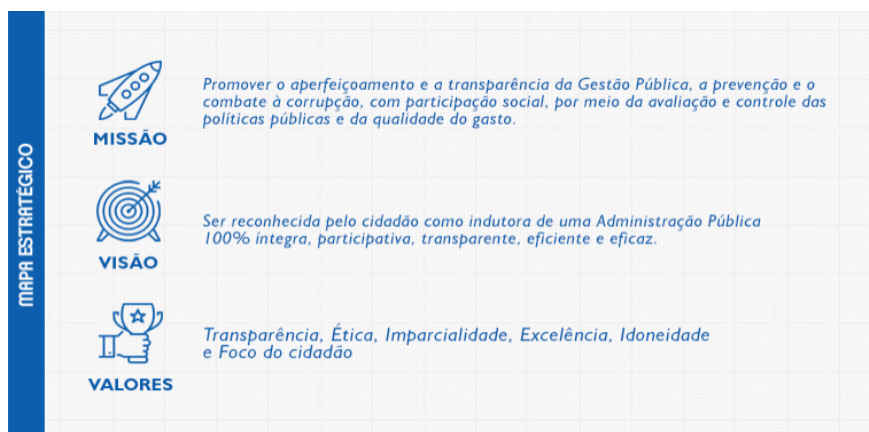 MAPA ESTRATÉGICO
MISSÃO
Promover o aperfeiçoamento e a transparência da Gestão Pública, a prevenção e o
combate à corrupção, com participação social, por meio da avaliação e controle das
políticas públicas e da qualidade do gasto.
VISÃO
Ser reconhecida pelo cidadão como indutora de uma Administração Pública
100% íntegra, participativa, transparente, eficiente e eficaz.
VALORES
Transparência, Ética, Imparcialidade, Excelência, Idoneidade
e Foco do cidadão